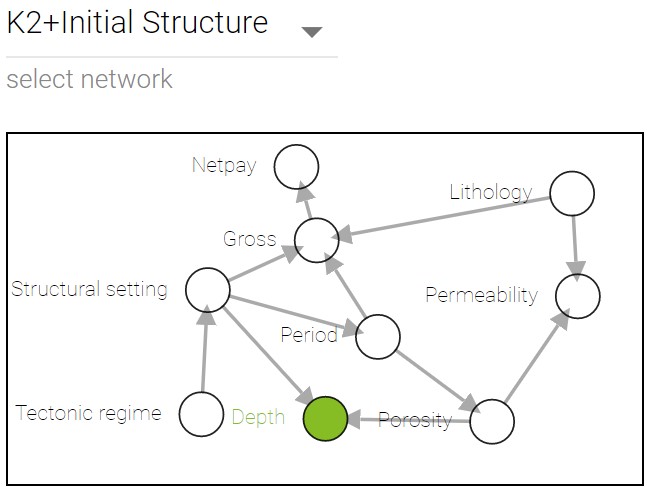 K2+Initial Structure
select network
Netpay
Lithology
Gross
Structural setting
Permeability
Period
Tectonic regime
Depth
Porosity